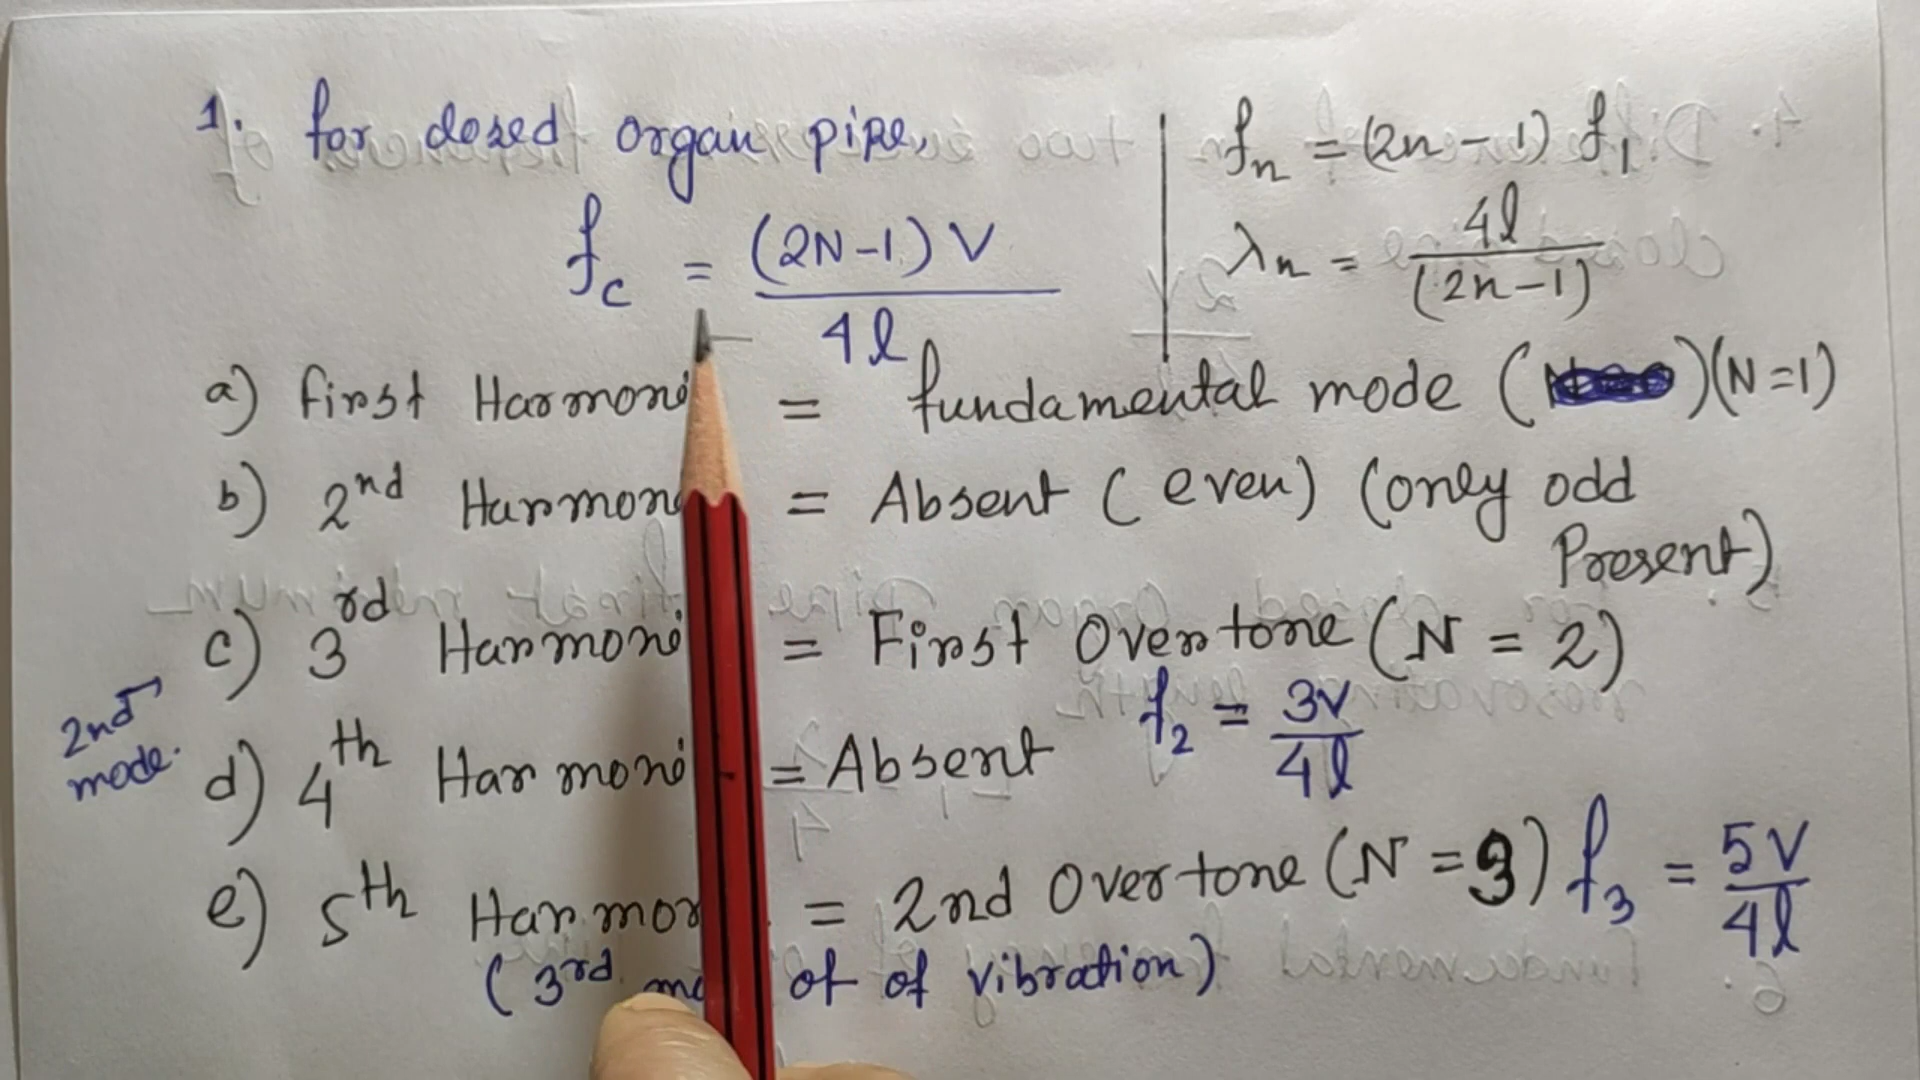 1. for closed organ pipe,
f_c = (2N-1) V / 4l
f_n = (2n-1) f_1
λ_n = 4l / (2n-1)
a) First Harmoni = fundamental mode ( ) (N=1)
b) 2nd Harmon = Absent (even) (only odd
Present)
c) 3rd Harmoni = First Overtone (N = 2)
2nd
mode.
f_2 = 3V / 4l
d) 4th Harmoni = Absent
e) 5th Harmon = 2nd Overtone (N = 3) f_3 = 5V / 4l
(3rd mo of of vibration)